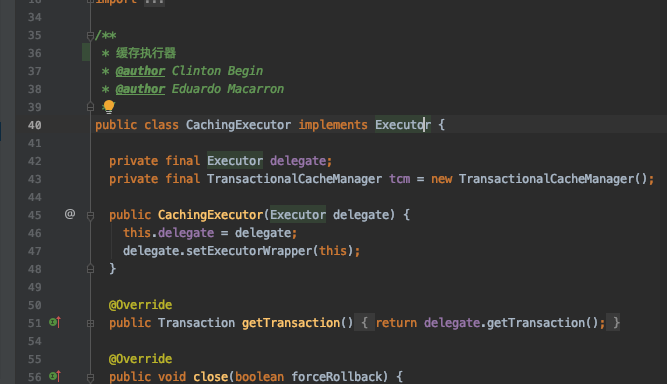 import ...
34
35 /**
36 * 缓存执行器
37 * @author Clinton Begin
38 * @author Eduardo Macarron
39
40 public class CachingExecutor implements Executor {
41
42 private final Executor delegate;
43 private final TransactionalCacheManager tcm = new TransactionalCacheManager();
44
45 @ public CachingExecutor(Executor delegate) {
46 this.delegate = delegate;
47 delegate.setExecutorWrapper(this);
48 }
49
50 @Override
51 public Transaction getTransaction() { return delegate.getTransaction(); }
54
55 @Override
56 public void close(boolean forceRollback) {